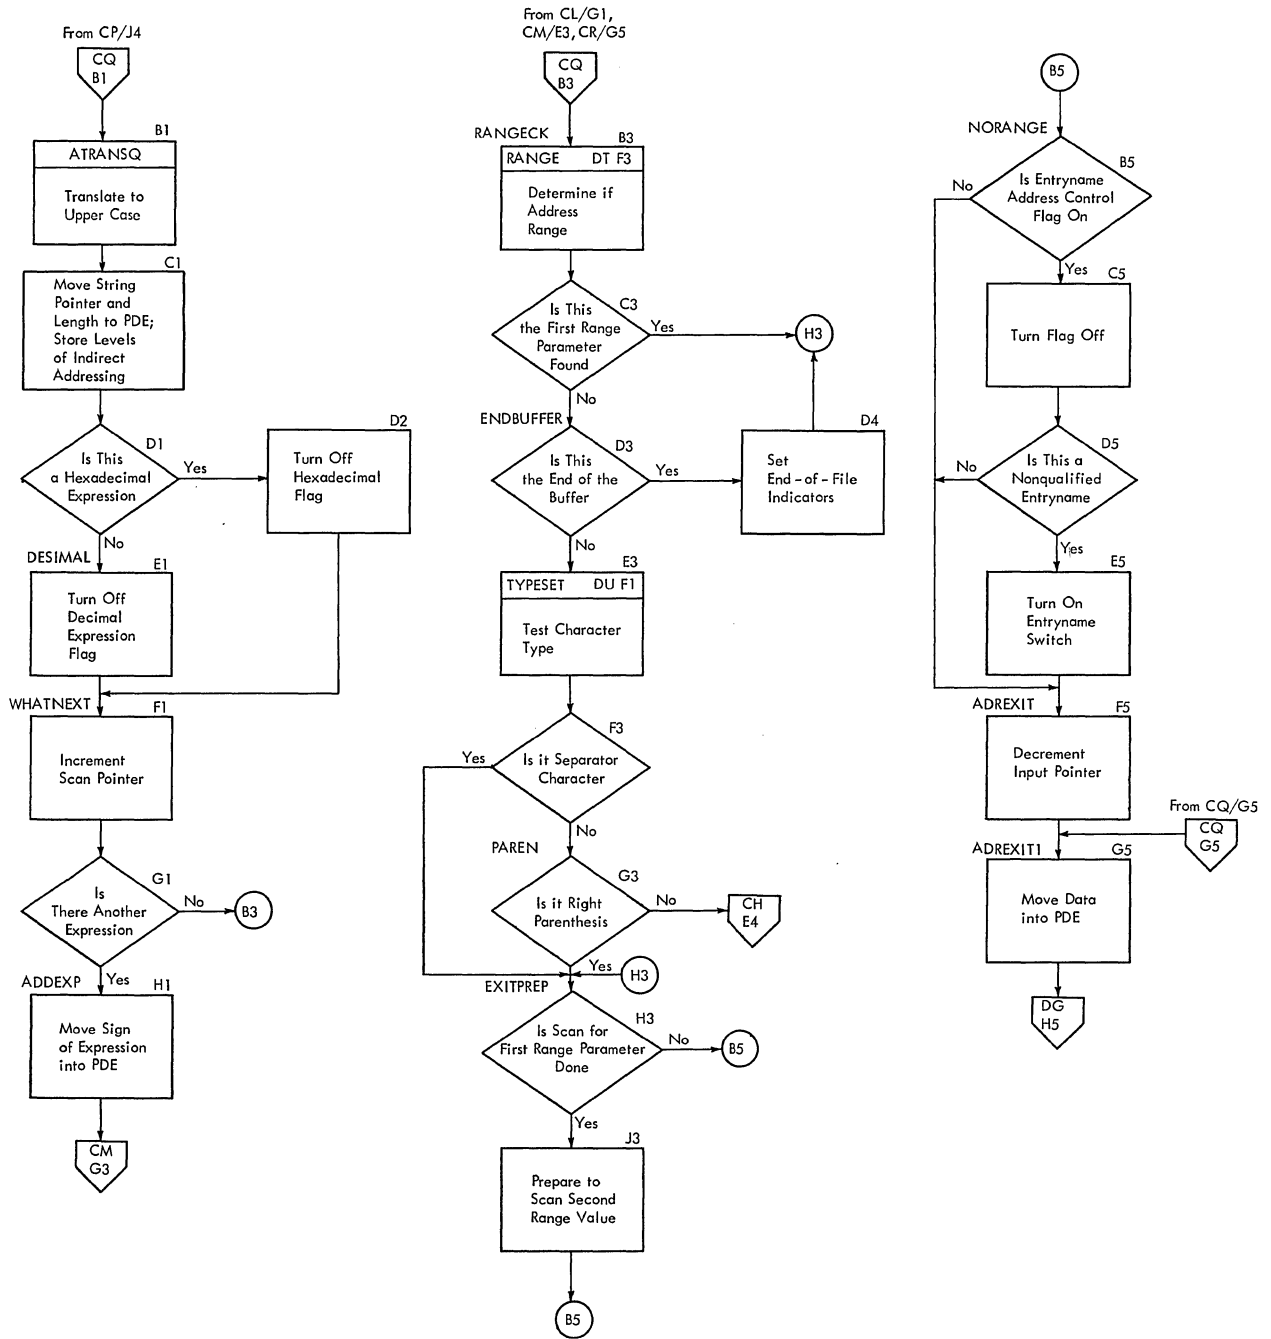 From CP/J4
CQ
B1
B1
ATRANSQ
Translate to
Upper Case
C1
Move String
Pointer and
Length to PDE;
Store Levels
of Indirect
Addressing
D1
Is This
a Hexadecimal
Expression
Yes
No
D2
Turn Off
Hexadecimal
Flag
DESIMAL
E1
Turn Off
Decimal
Expression
Flag
WHATNEXT
F1
Increment
Scan Pointer
G1
Is
There Another
Expression
No
B3
Yes
ADDEXP
H1
Move Sign
of Expression
into PDE
CM
G3
From CL/G1,
CM/E3, CR/G5
CQ
B3
RANGECK
B3
RANGE DT F3
Determine if
Address
Range
C3
Is This
the First Range
Parameter
Found
Yes
H3
No
ENDBUFFER
D3
Is This
the End of the
Buffer
Yes
No
D4
Set
End-of-File
Indicators
E3
TYPESET DU F1
Test Character
Type
F3
Is it Separator
Character
Yes
No
PAREN
G3
Is it Right
Parenthesis
No
CH
E4
Yes
H3
EXITPREP
H3
Is Scan for
First Range Parameter
Done
No
B5
Yes
J3
Prepare to
Scan Second
Range Value
B5
B5
NORANGE
B5
Is Entryname
Address Control
Flag On
No
Yes
C5
Turn Flag Off
D5
Is This a
Nonqualified
Entryname
No
Yes
E5
Turn On
Entryname
Switch
ADREXIT
F5
Decrement
Input Pointer
From CQ/G5
CQ
G5
ADREXIT1
G5
Move Data
into PDE
DG
H5